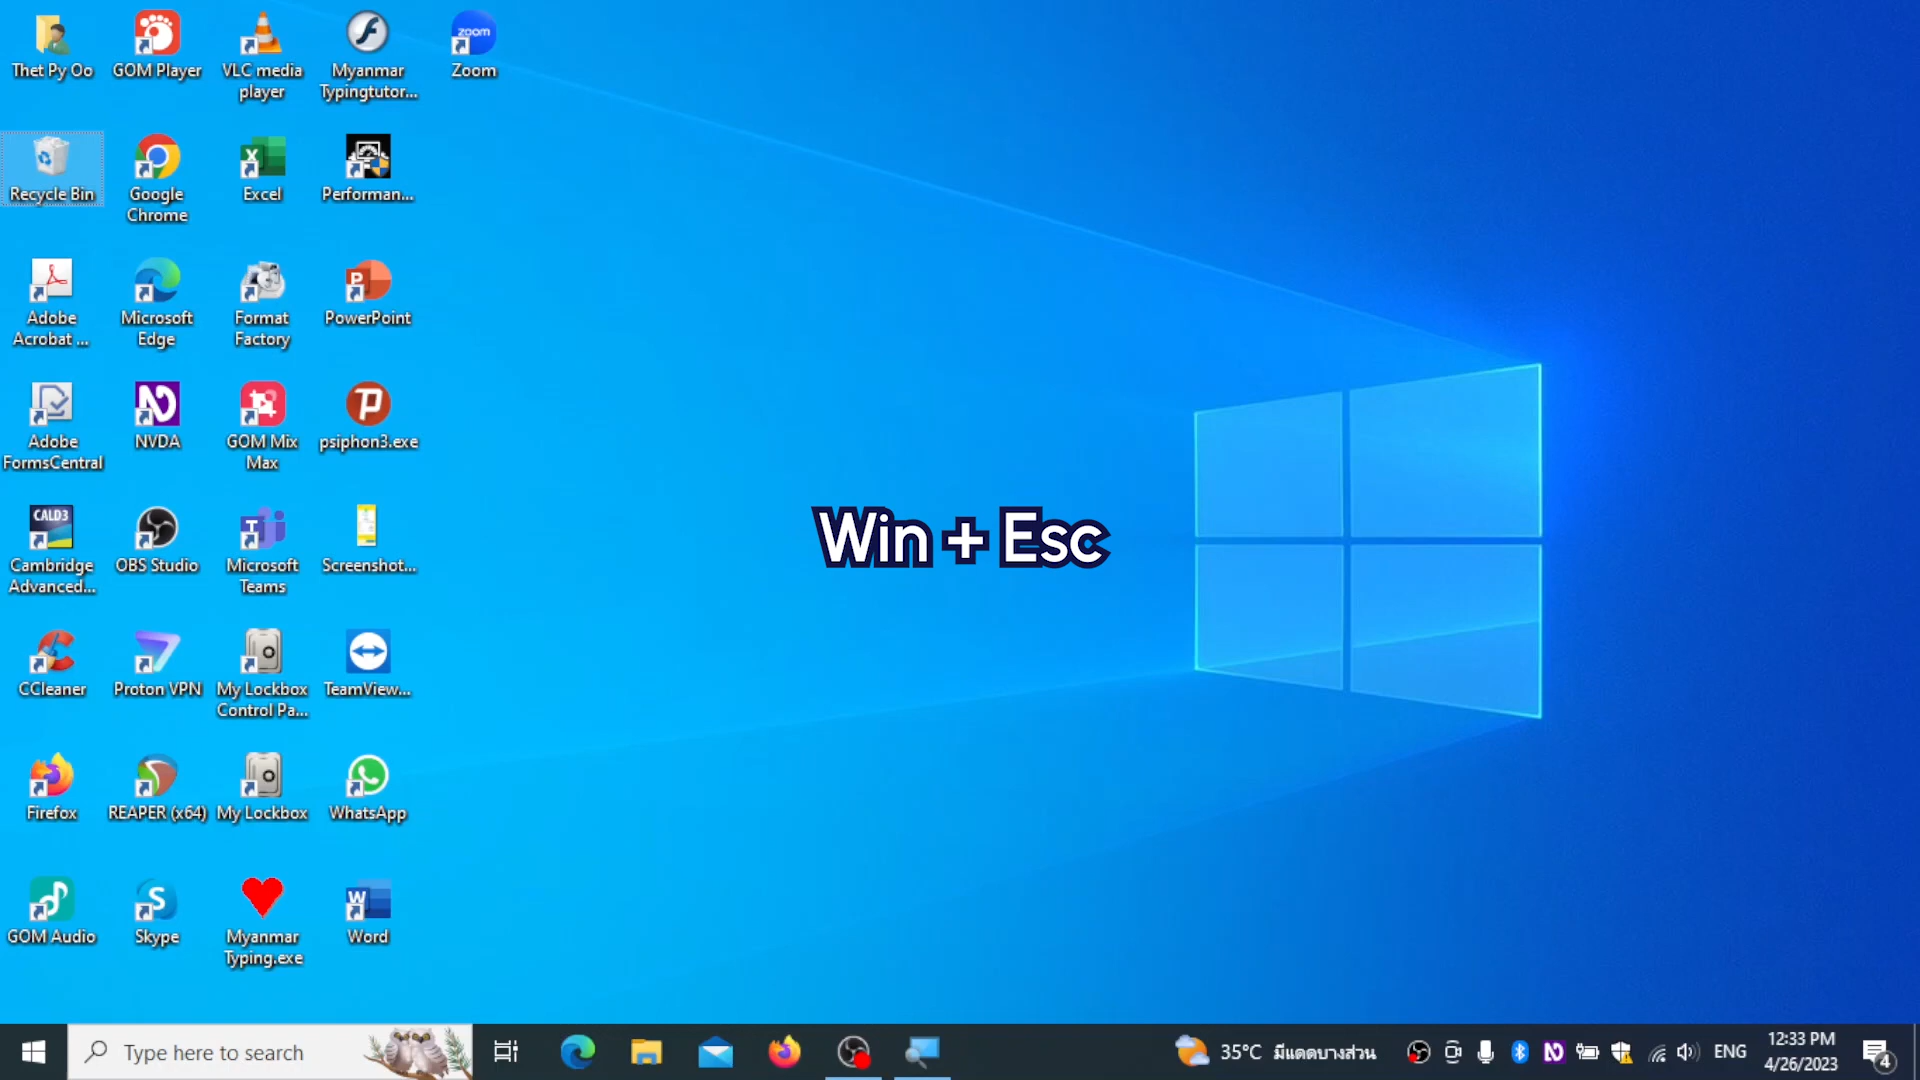 Thet Py Oo
GOM Player
VLC media
player
Myanmar
Typingtutor...
zoom
Zoom
Recycle Bin
Google
Chrome
Excel
Performan...
Adobe
Acrobat ...
Microsoft
Edge
Format
Factory
PowerPoint
Adobe
FormsCentral
NVDA
GOM Mix
Max
psiphon3.exe
CALD3
Cambridge
Advanced...
OBS Studio
Microsoft
Teams
Screenshot...
Win + Esc
CCleaner
Proton VPN
My Lockbox
Control Pa...
TeamView...
Firefox
REAPER (x64)
My Lockbox
WhatsApp
GOM Audio
Skype
Myanmar
Typing.exe
Word
Type here to search
35°C มีแดดบางส่วน
ENG
12:33 PM
4/26/2023
4